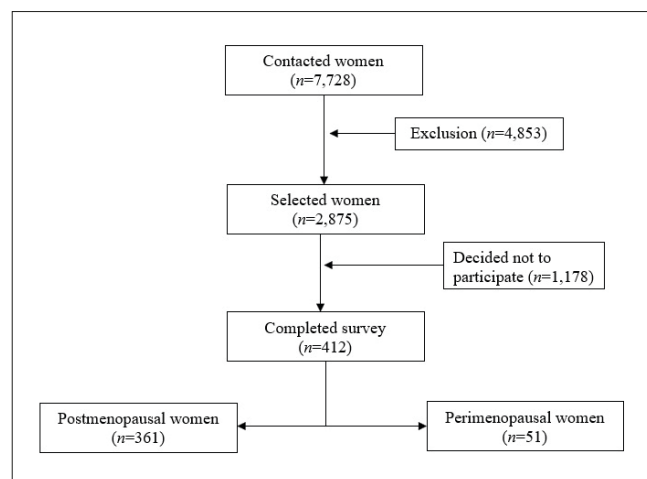 Contacted women
(n=7,728)
Exclusion (n=4,853)
Selected women
(n=2,875)
Decided not to
participate (n=1,178)
Completed survey
(n=412)
Postmenopausal women
(n=361)
Perimenopausal women
(n=51)